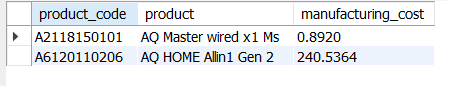 product_code product manufacturing_cost
A2118150101 AQ Master wired x1 Ms 0.8920
A6120110206 AQ HOME Allin1 Gen 2 240.5364